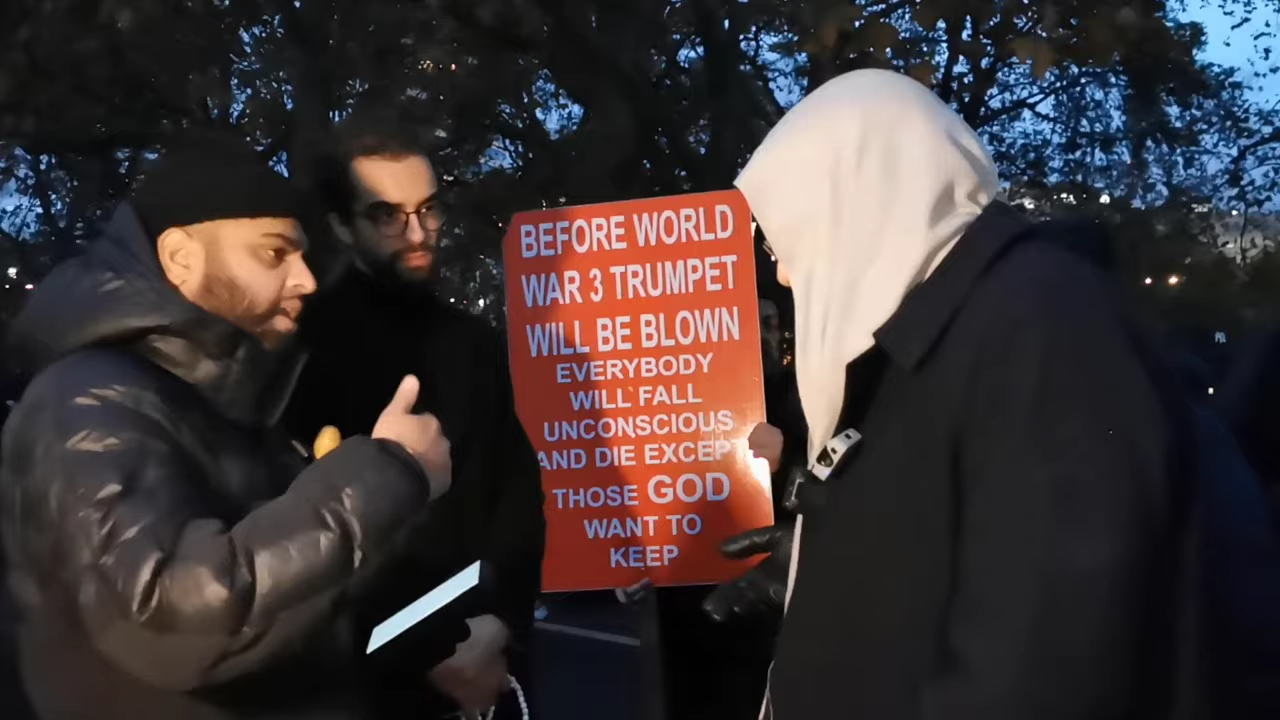 BEFORE WORLD
WAR 3 TRUMPET
WILL BE BLOWN
EVERYBODY
WILL FALL
UNCONSCIOUS
AND DIE EXCEPT
THOSE GOD
WANT TO
KEEP